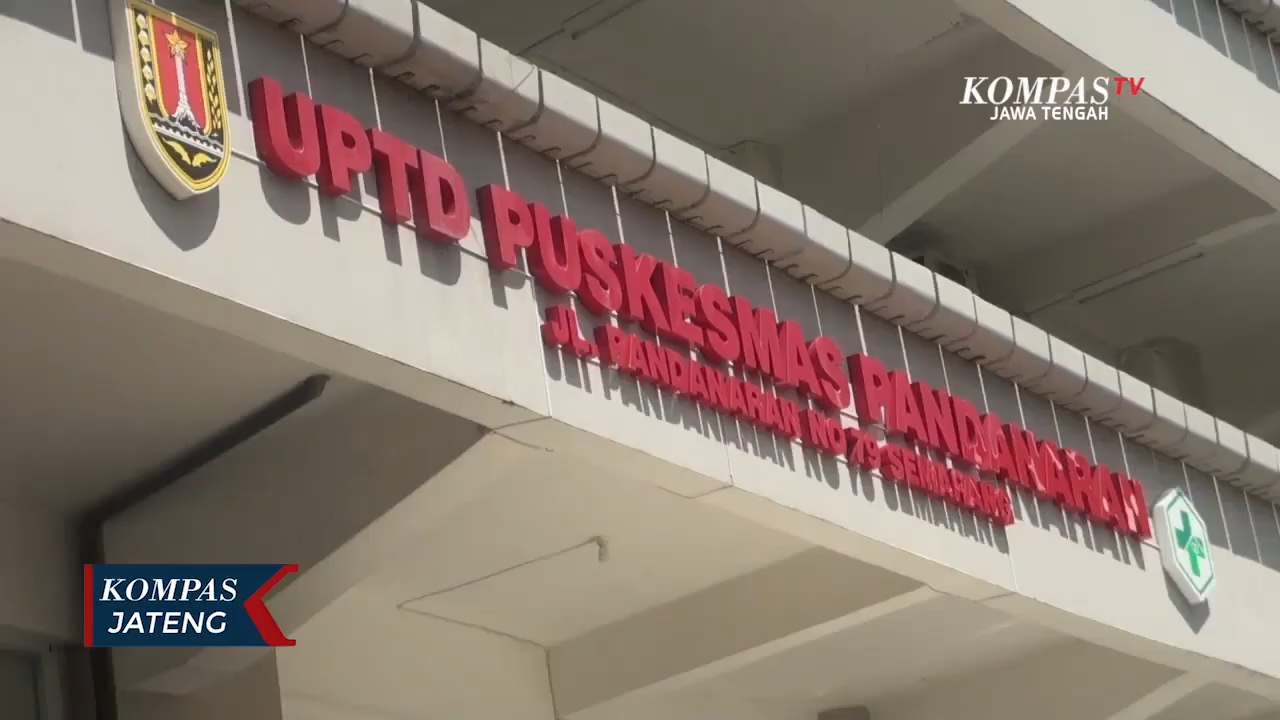 KOMPAS TV
JAWA TENGAH
UPTD PUSKESMAS PANDANARAN
JL. PANDANARAN NO 79 SEMARANG
KOMPAS
JATENG